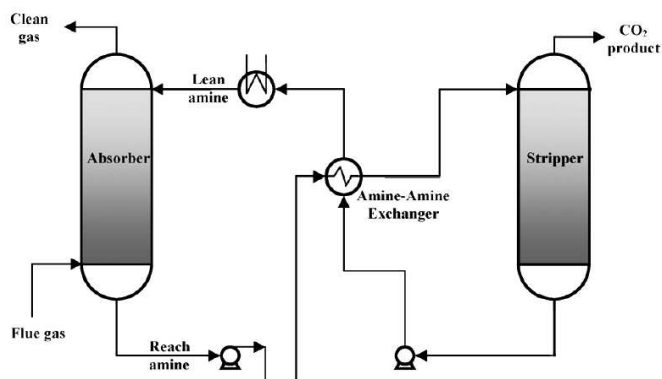 Clean
gas
CO₂
product
Lean
amine
Absorber
Stripper
Amine-Amine
Exchanger
Flue gas
Reach
amine